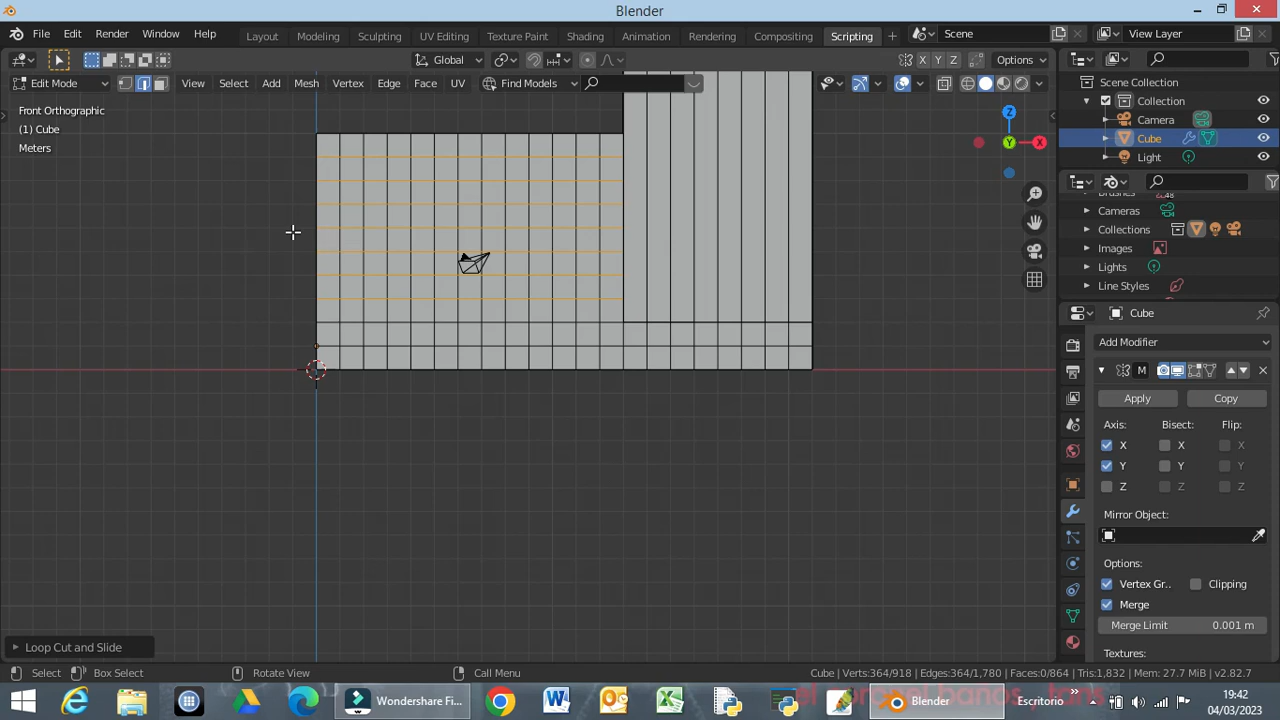 Blender
File Edit Render Window Help
Layout Modeling Sculpting UV Editing Texture Paint Shading Animation Rendering Compositing Scripting +
Scene
View Layer
Global
X Y Z
Options
Edit Mode
View Select Add Mesh Vertex Edge Face UV
Find Models
Front Orthographic
(1) Cube
Meters
Z
Y
X
Scene Collection
Collection
Camera
Cube
Light
Brushes
48
Cameras
Collections
Images
Lights
Line Styles
Cube
Add Modifier
M
Apply
Copy
Axis: Bisect: Flip:
X X X
Y Y Y
Z Z Z
Mirror Object:
Options:
Vertex Gr..
Clipping
Merge
Merge Limit 0.001 m
Textures:
Loop Cut and Slide
Select
Box Select
Rotate View
Call Menu
Cube | Verts:364/918 | Edges:364/1,780 | Faces:0/864 | Tris:1,832 | Mem: 27.7 MiB | v2.82.7
Wondershare Fi...
Blender
Escritorio
19:42
04/03/2023